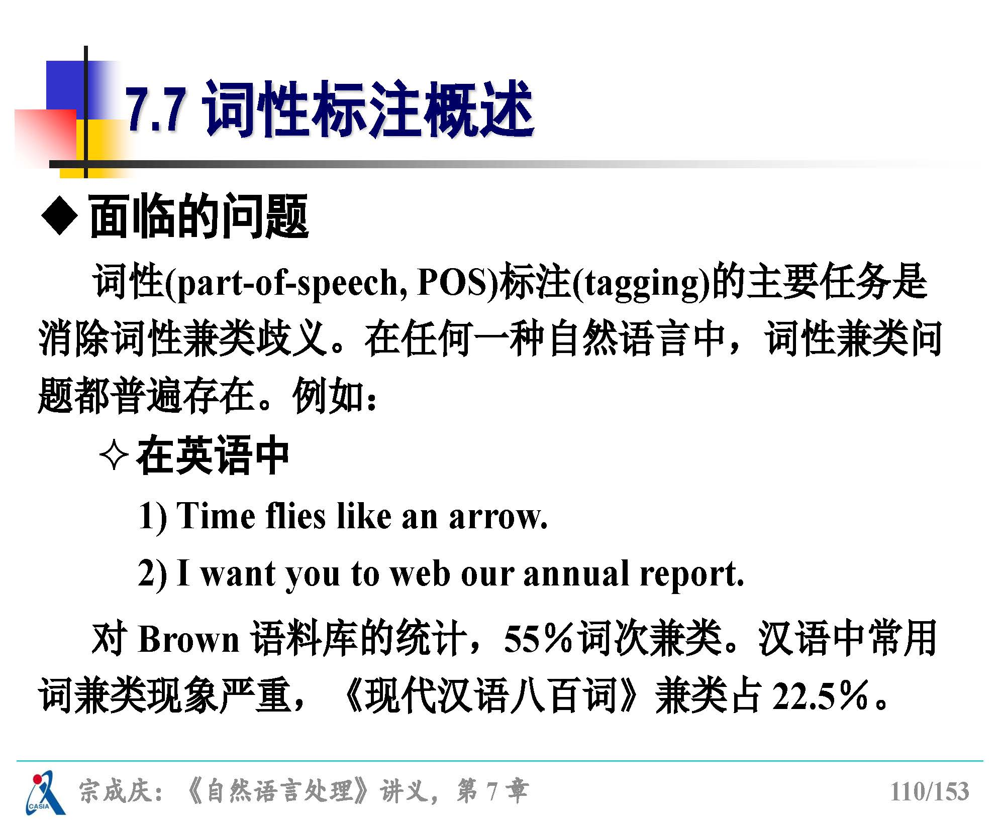 7.7 词性标注概述
◆ 面临的问题
词性(part-of-speech, POS)标注(tagging)的主要任务是
消除词性兼类歧义。在任何一种自然语言中，词性兼类问
题都普遍存在。例如：
✧ 在英语中
1) Time flies like an arrow.
2) I want you to web our annual report.
对 Brown 语料库的统计，55％词次兼类。汉语中常用
词兼类现象严重，《现代汉语八百词》兼类占 22.5％。
CASIA 宗成庆：《自然语言处理》讲义，第 7 章 110/153